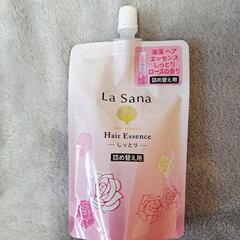 La Sana
Hair Essence
しっとり
詰め替え用
海藻 ヘア
エッセンス
しっとり
ローズの香り
詰め替え用